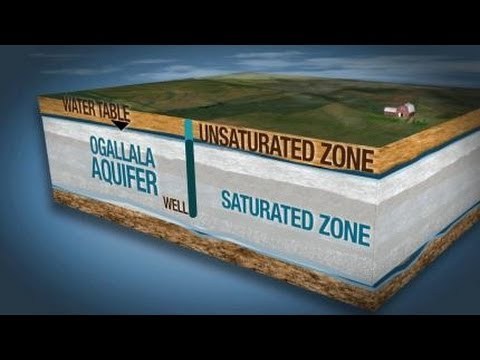 WATER TABLE
UNSATURATED ZONE
OGALLALA
AQUIFER
WELL
SATURATED ZONE